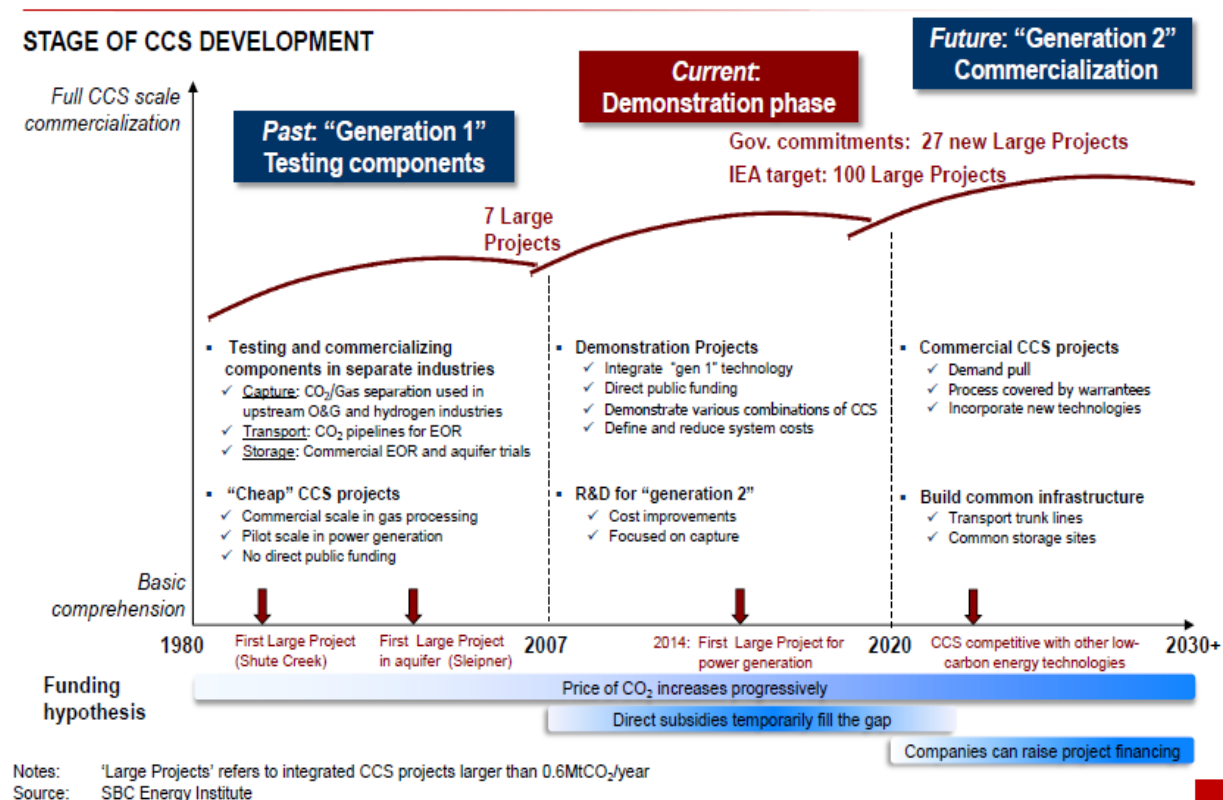 STAGE OF CCS DEVELOPMENT
Full CCS scale
commercialization
Past: “Generation 1”
Testing components
Current:
Demonstration phase
Future: “Generation 2”
Commercialization
Gov. commitments: 27 new Large Projects
IEA target: 100 Large Projects
7 Large
Projects
▪ Testing and commercializing
components in separate industries
✓ Capture: CO₂/Gas separation used in
upstream O&G and hydrogen industries
✓ Transport: CO₂ pipelines for EOR
✓ Storage: Commercial EOR and aquifer trials
▪ “Cheap” CCS projects
✓ Commercial scale in gas processing
✓ Pilot scale in power generation
✓ No direct public funding
▪ Demonstration Projects
✓ Integrate “gen 1” technology
✓ Direct public funding
✓ Demonstrate various combinations of CCS
✓ Define and reduce system costs
▪ R&D for “generation 2”
✓ Cost improvements
✓ Focused on capture
▪ Commercial CCS projects
✓ Demand pull
✓ Process covered by warrantees
✓ Incorporate new technologies
▪ Build common infrastructure
✓ Transport trunk lines
✓ Common storage sites
Basic
comprehension
1980
First Large Project
(Shute Creek)
First Large Project
in aquifer (Sleipner)
2007
2014: First Large Project for
power generation
2020
CCS competitive with other low-
carbon energy technologies
2030+
Funding
hypothesis
Price of CO₂ increases progressively
Direct subsidies temporarily fill the gap
Companies can raise project financing
Notes: ‘Large Projects’ refers to integrated CCS projects larger than 0.6MtCO₂/year
Source: SBC Energy Institute